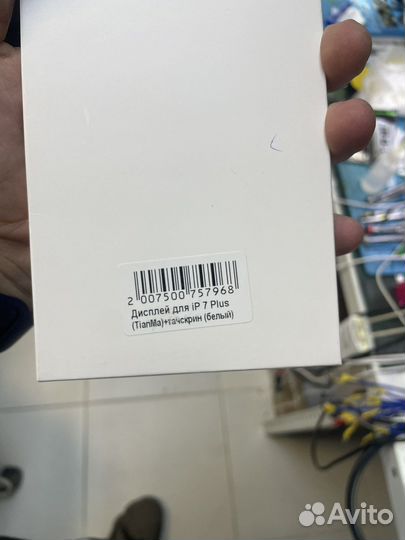 2 007500 757968
Дисплей для iP 7 Plus
(TianMa)+тачскрин (белый)
Avito